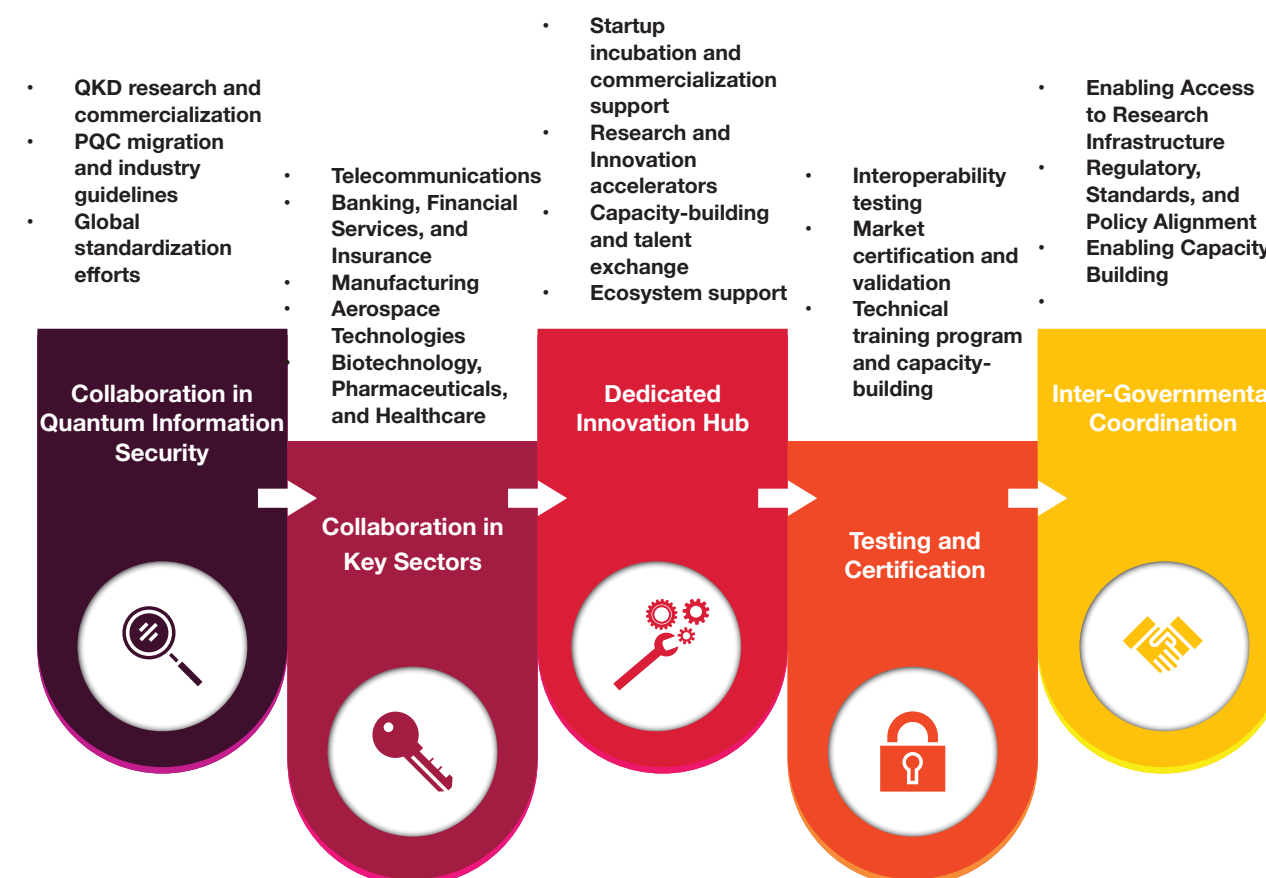 • QKD research and
commercialization
• PQC migration
and industry
guidelines
• Global
standardization
efforts
Collaboration in
Quantum Information
Security
• Telecommunications
• Banking, Financial
Services, and
Insurance
• Manufacturing
• Aerospace
Technologies
• Biotechnology,
Pharmaceuticals,
and Healthcare
Collaboration in
Key Sectors
• Startup
incubation and
commercialization
support
• Research and
Innovation
accelerators
• Capacity-building
and talent
exchange
• Ecosystem support
Dedicated
Innovation Hub
• Interoperability
testing
• Market
certification and
validation
• Technical
training program
and capacity-
building
Testing and
Certification
• Enabling Access
to Research
Infrastructure
• Regulatory,
Standards, and
Policy Alignment
• Enabling Capacity
Building
•
Inter-Governmenta
Coordination